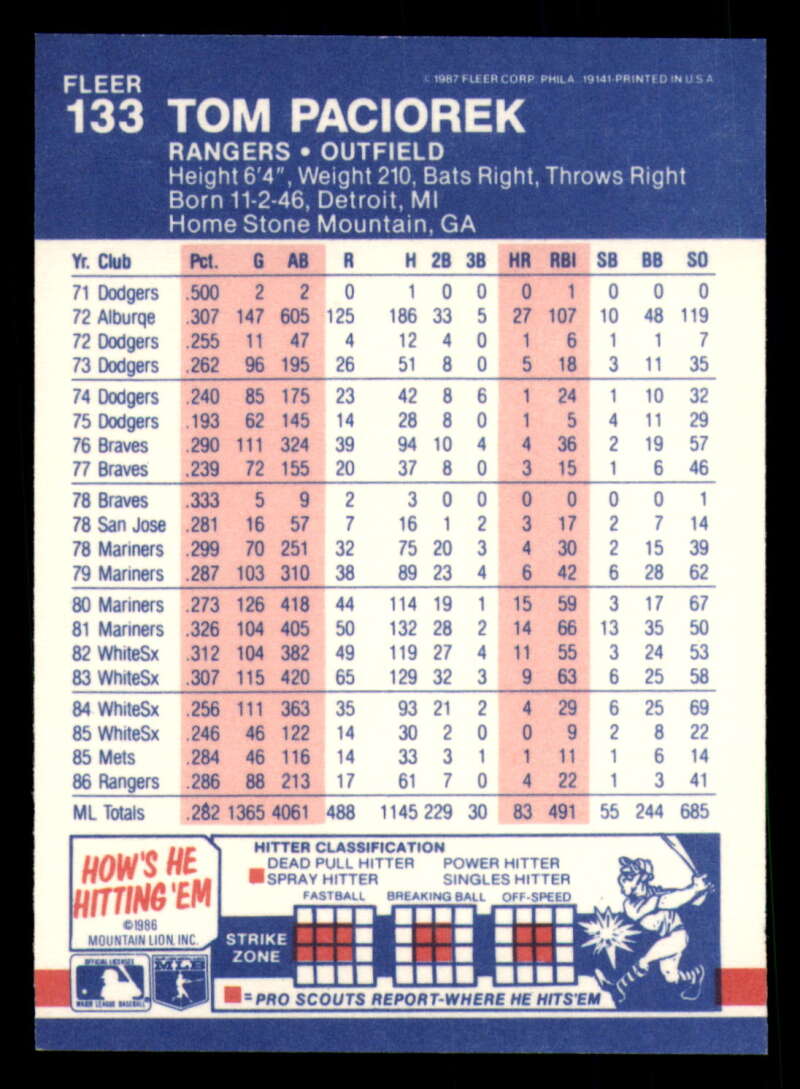 © 1987 FLEER CORP. PHILA. 19141-PRINTED IN U.S.A
FLEER
133 TOM PACIOREK
RANGERS • OUTFIELD
Height 6'4", Weight 210, Bats Right, Throws Right
Born 11-2-46, Detroit, MI
Home Stone Mountain, GA
Yr. Club Pct. G AB R H 2B 3B HR RBI SB BB SO
71 Dodgers .500 2 2 0 1 0 0 0 1 0 0 0
72 Alburqe .307 147 605 125 186 33 5 27 107 10 48 119
72 Dodgers .255 11 47 4 12 4 0 1 6 1 1 7
73 Dodgers .262 96 195 26 51 8 0 5 18 3 11 35
74 Dodgers .240 85 175 23 42 8 6 1 24 1 10 32
75 Dodgers .193 62 145 14 28 8 0 1 5 4 11 29
76 Braves .290 111 324 39 94 10 4 4 36 2 19 57
77 Braves .239 72 155 20 37 8 0 3 15 1 6 46
78 Braves .333 5 9 2 3 0 0 0 0 0 0 1
78 San Jose .281 16 57 7 16 1 2 3 17 2 7 14
78 Mariners .299 70 251 32 75 20 3 4 30 2 15 39
79 Mariners .287 103 310 38 89 23 4 6 42 6 28 62
80 Mariners .273 126 418 44 114 19 1 15 59 3 17 67
81 Mariners .326 104 405 50 132 28 2 14 66 13 35 50
82 WhiteSx .312 104 382 49 119 27 4 11 55 3 24 53
83 WhiteSx .307 115 420 65 129 32 3 9 63 6 25 58
84 WhiteSx .256 111 363 35 93 21 2 4 29 6 25 69
85 WhiteSx .246 46 122 14 30 2 0 0 9 2 8 22
85 Mets .284 46 116 14 33 3 1 1 11 1 6 14
86 Rangers .286 88 213 17 61 7 0 4 22 1 3 41
ML Totals .282 1365 4061 488 1145 229 30 83 491 55 244 685
HOW'S HE
HITTING 'EM
©1986
MOUNTAIN LION, INC.
HITTER CLASSIFICATION
DEAD PULL HITTER POWER HITTER
SPRAY HITTER SINGLES HITTER
FASTBALL BREAKING BALL OFF-SPEED
STRIKE
ZONE
= PRO SCOUTS REPORT-WHERE HE HITS'EM
OFFICIAL LICENSEE
MAJOR LEAGUE BASEBALL
MLB